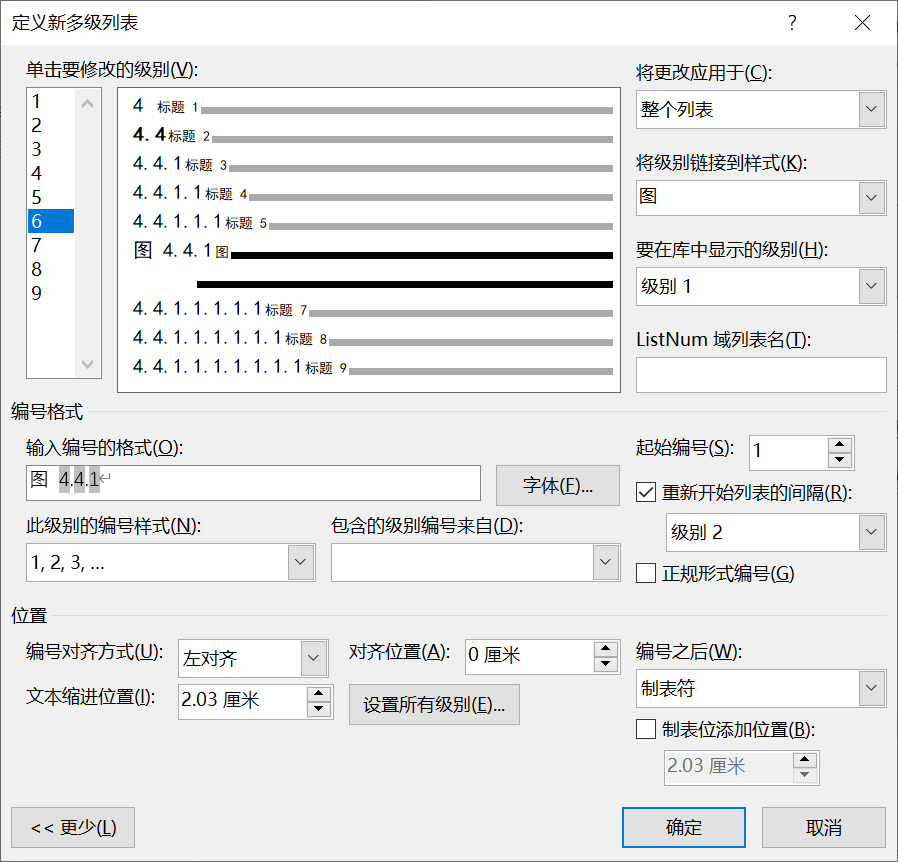 定义新多级列表
?
单击要修改的级别(V):
1
2
3
4
5
6
7
8
9
4 标题 1
4.4标题 2
4.4.1标题 3
4.4.1.1标题 4
4.4.1.1.1标题 5
图 4.4.1图
4.4.1.1.1.1.1标题 7
4.4.1.1.1.1.1.1标题 8
4.4.1.1.1.1.1.1.1标题 9
将更改应用于(C):
整个列表
将级别链接到样式(K):
图
要在库中显示的级别(H):
级别 1
ListNum 域列表名(T):
编号格式
输入编号的格式(O):
图 4.4.1
字体(F)...
起始编号(S):
1
重新开始列表的间隔(R):
级别 2
此级别的编号样式(N):
1, 2, 3, ...
包含的级别编号来自(D):
正规形式编号(G)
位置
编号对齐方式(U):
左对齐
对齐位置(A):
0 厘米
编号之后(W):
制表符
文本缩进位置(I):
2.03 厘米
设置所有级别(E)...
制表位添加位置(B):
2.03 厘米
<< 更少(L)
确定
取消